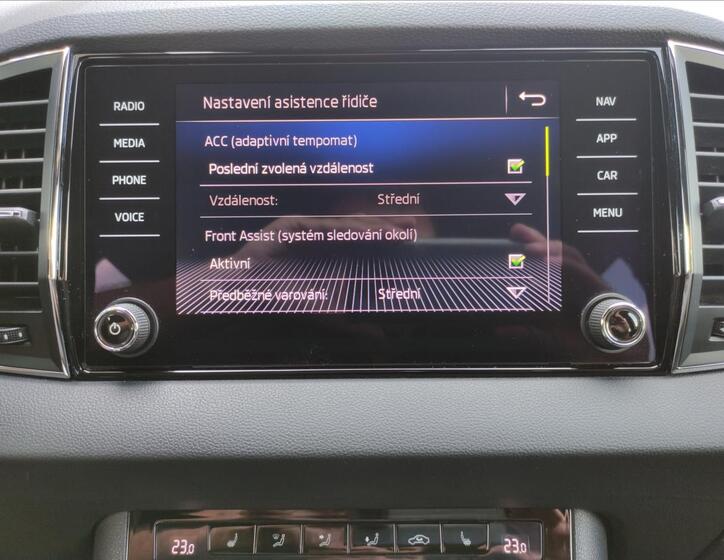 Nastavení asistence řidiče
RADIO
MEDIA
PHONE
VOICE
ACC (adaptivní tempomat)
Poslední zvolená vzdálenost
Vzdálenost: Střední
Front Assist (systém sledování okolí)
Aktivní
Předběžné varování: Střední
NAV
APP
CAR
MENU
23.0
23.0